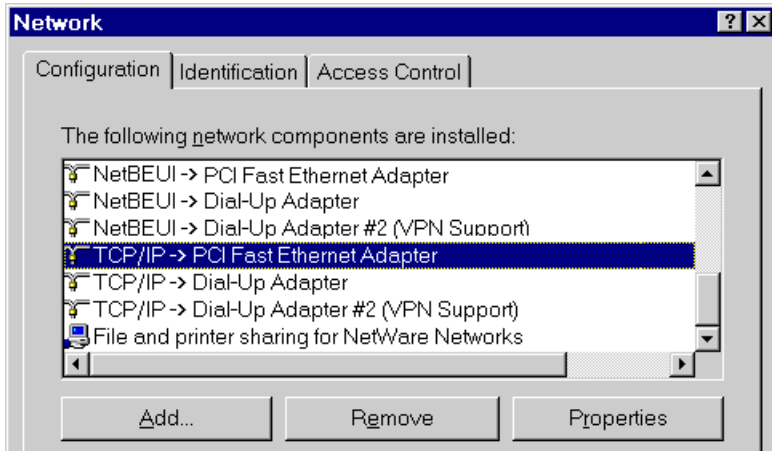 Network
Configuration Identification Access Control
The following network components are installed:
NetBEUI -> PCI Fast Ethernet Adapter
NetBEUI -> Dial-Up Adapter
NetBEUI -> Dial-Up Adapter #2 (VPN Support)
TCP/IP -> PCI Fast Ethernet Adapter
TCP/IP -> Dial-Up Adapter
TCP/IP -> Dial-Up Adapter #2 (VPN Support)
File and printer sharing for NetWare Networks
Add... Remove Properties